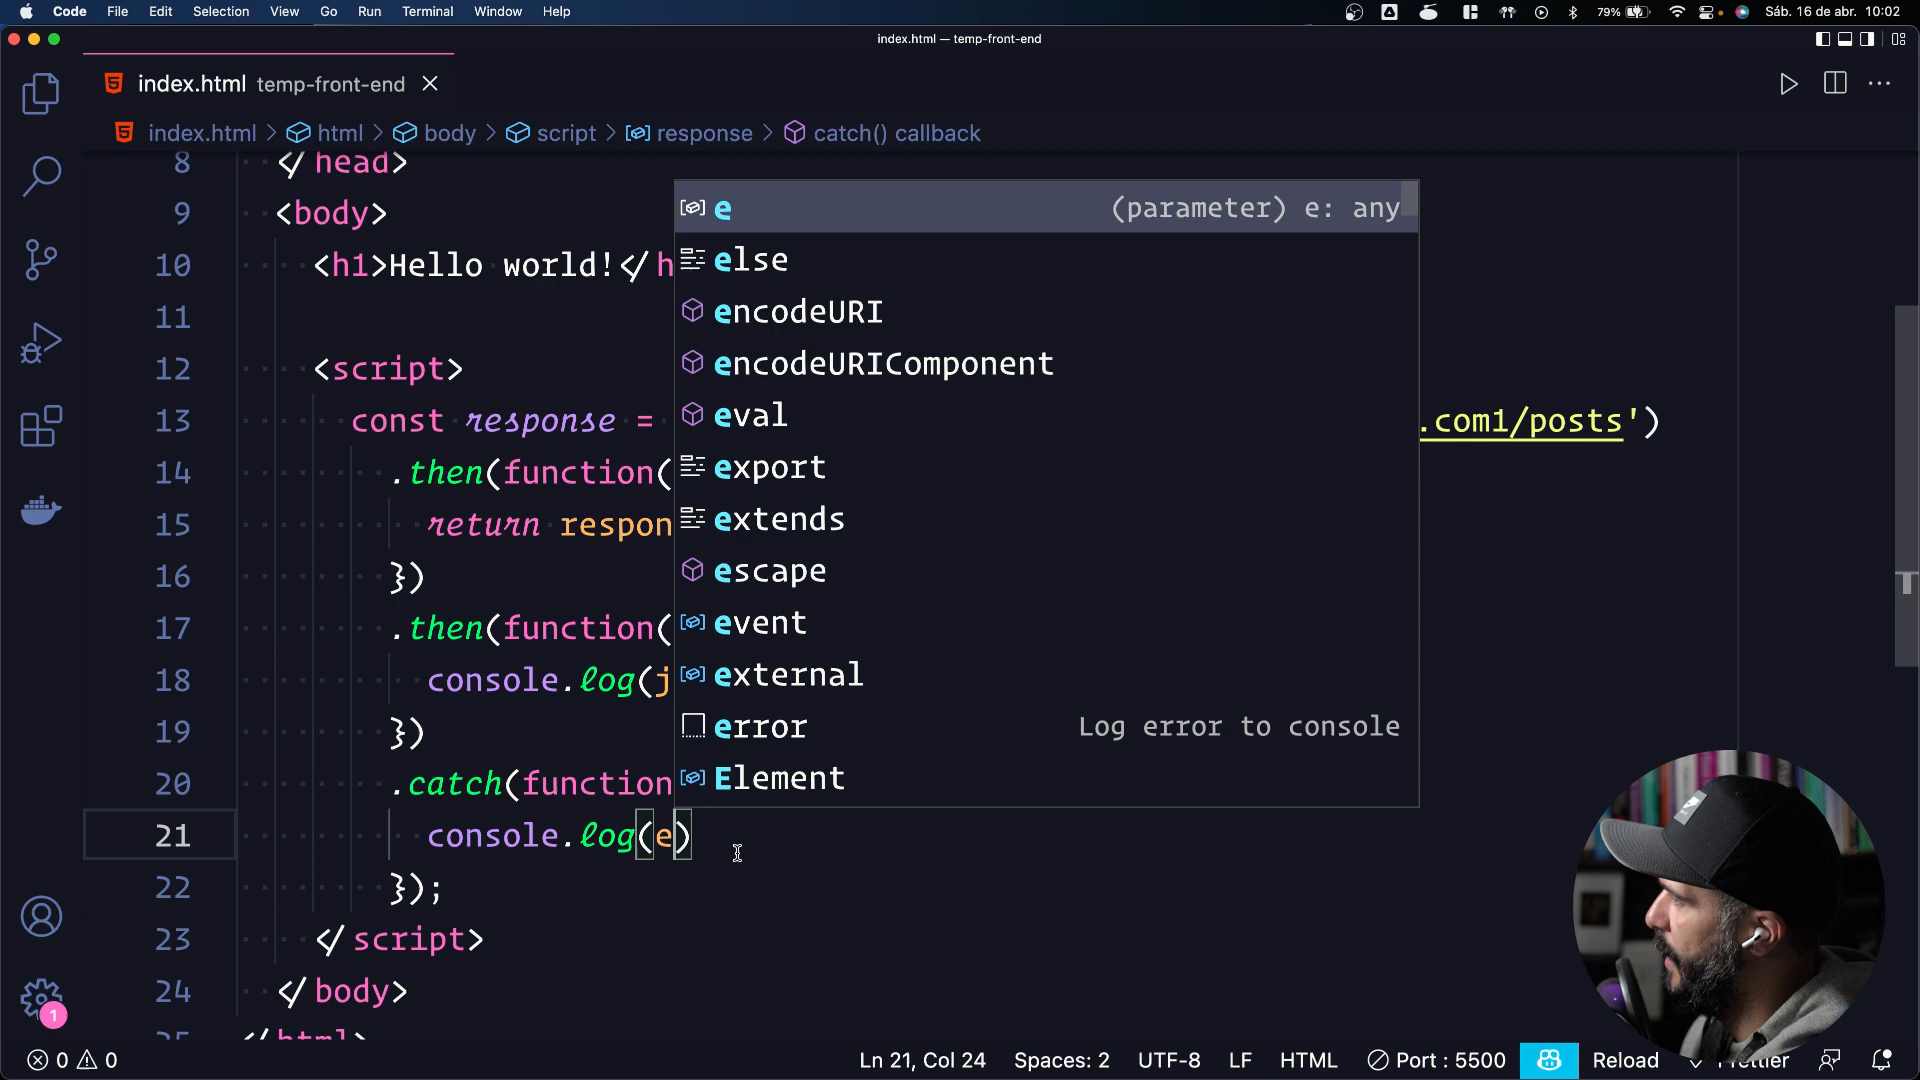 Code File Edit Selection View Go Run Terminal Window Help 79% Sáb. 16 de abr. 10:02
index.html — temp-front-end
index.html temp-front-end
index.html > html > body > script > response > catch() callback
8 </head>
9 <body>
10 <h1>Hello world!</h
11
12 <script>
13 const response = .com1/posts')
14 .then(function(
15 return respon
16 })
17 .then(function(
18 console.log(j
19 })
20 .catch(function
21 console.log(e)
22 });
23 </script>
24 </body>
25 </html>
e (parameter) e: any
else
encodeURI
encodeURIComponent
eval
export
extends
escape
event
external
error Log error to console
Element
1
0 0 Ln 21, Col 24 Spaces: 2 UTF-8 LF HTML Port : 5500 Reload Prettier